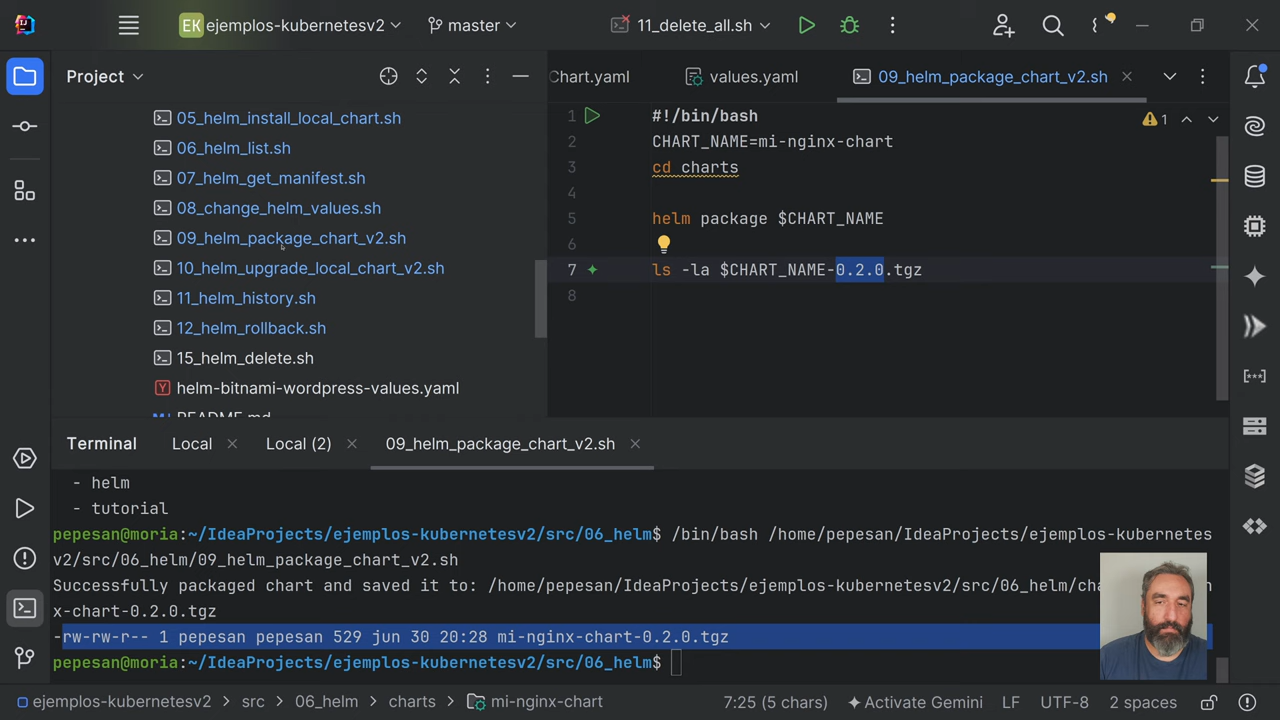 EK ejemplos-kubernetesv2
master
11_delete_all.sh
Project
05_helm_install_local_chart.sh
06_helm_list.sh
07_helm_get_manifest.sh
08_change_helm_values.sh
09_helm_package_chart_v2.sh
10_helm_upgrade_local_chart_v2.sh
11_helm_history.sh
12_helm_rollback.sh
15_helm_delete.sh
helm-bitnami-wordpress-values.yaml
README.md
Chart.yaml
values.yaml
09_helm_package_chart_v2.sh
1 #!/bin/bash
2 CHART_NAME=mi-nginx-chart
3 cd charts
4
5 helm package $CHART_NAME
6
7 ls -la $CHART_NAME-0.2.0.tgz
8
1
Terminal
Local
Local (2)
09_helm_package_chart_v2.sh
- helm
- tutorial
pepesan@moria:~/IdeaProjects/ejemplos-kubernetesv2/src/06_helm$ /bin/bash /home/pepesan/IdeaProjects/ejemplos-kubernetes
v2/src/06_helm/09_helm_package_chart_v2.sh
Successfully packaged chart and saved it to: /home/pepesan/IdeaProjects/ejemplos-kubernetesv2/src/06_helm/ch
x-chart-0.2.0.tgz
-rw-rw-r-- 1 pepesan pepesan 529 jun 30 20:28 mi-nginx-chart-0.2.0.tgz
pepesan@moria:~/IdeaProjects/ejemplos-kubernetesv2/src/06_helm$
ejemplos-kubernetesv2 > src > 06_helm > charts > mi-nginx-chart
7:25 (5 chars)
Activate Gemini
LF
UTF-8
2 spaces